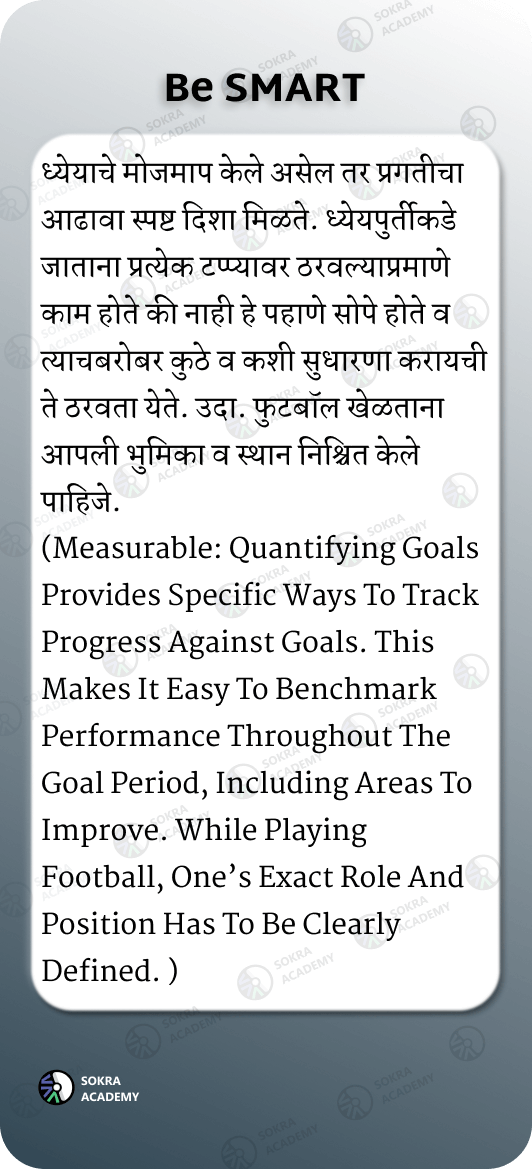 Be SMART
ध्येयाचे मोजमाप केले असेल तर प्रगतीचा
आढावा स्पष्ट दिशा मिळते. ध्येयपुर्तीकडे
जाताना प्रत्येक टप्प्यावर ठरवल्याप्रमाणे
काम होते की नाही हे पहाणे सोपे होते व
त्याचबरोबर कुठे व कशी सुधारणा करायची
ते ठरवता येते. उदा. फुटबॉल खेळताना
आपली भुमिका व स्थान निश्चित केले
पाहिजे.
(Measurable: Quantifying Goals
Provides Specific Ways To Track
Progress Against Goals. This
Makes It Easy To Benchmark
Performance Throughout The
Goal Period, Including Areas To
Improve. While Playing
Football, One’s Exact Role And
Position Has To Be Clearly
Defined. )
SOKRA
ACADEMY